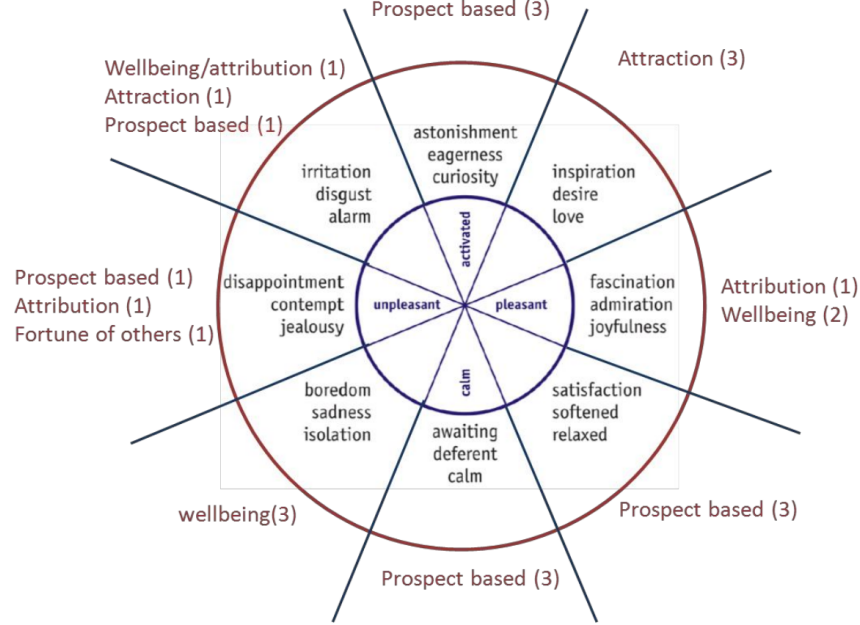 Prospect based (3)
Attraction (3)
Wellbeing/attribution (1)
Attraction (1)
Prospect based (1)
astonishment
eagerness
curiosity
irritation
disgust
alarm
inspiration
desire
love
activated
Prospect based (1)
Attribution (1)
Fortune of others (1)
disappointment
contempt
jealousy
unpleasant
pleasant
fascination
admiration
joyfulness
Attribution (1)
Wellbeing (2)
calm
boredom
sadness
isolation
awaiting
deferent
calm
satisfaction
softened
relaxed
wellbeing(3)
Prospect based (3)
Prospect based (3)